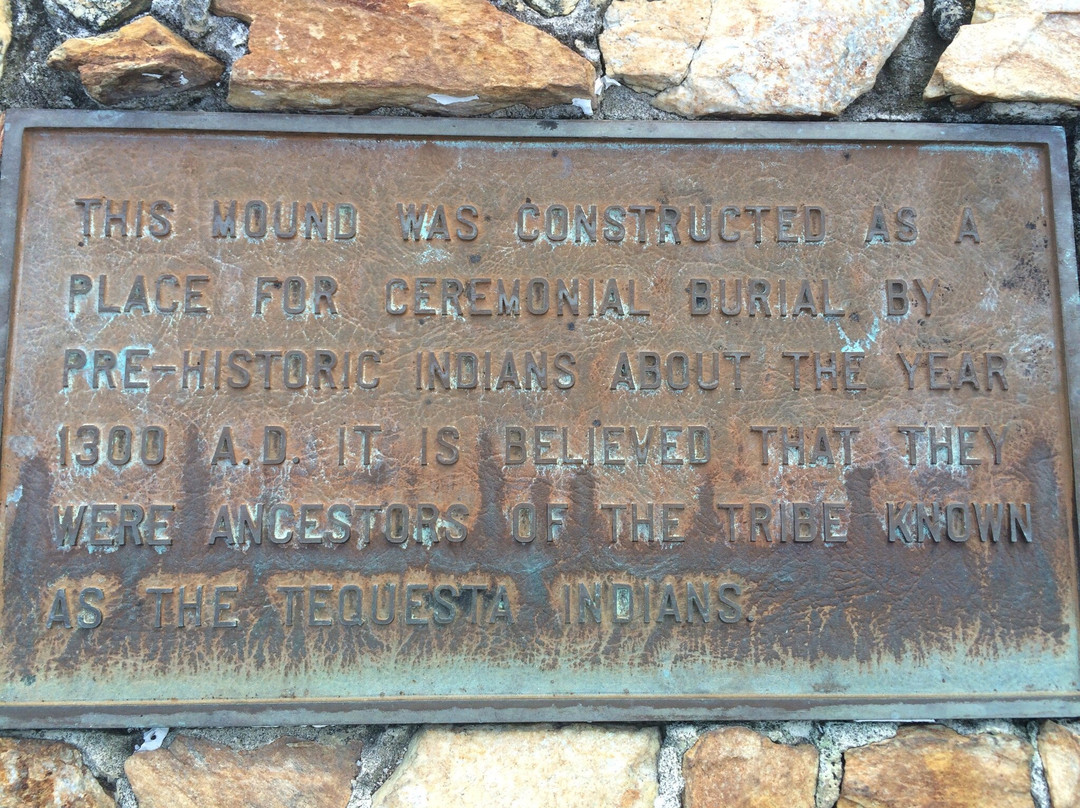 THIS MOUND WAS CONSTRUCTED AS A
PLACE FOR CEREMONIAL BURIAL BY
PRE-HISTORIC INDIANS ABOUT THE YEAR
1300 A.D. IT IS BELIEVED THAT THEY
WERE ANCESTORS OF THE TRIBE KNOWN
AS THE TEQUESTA INDIANS.